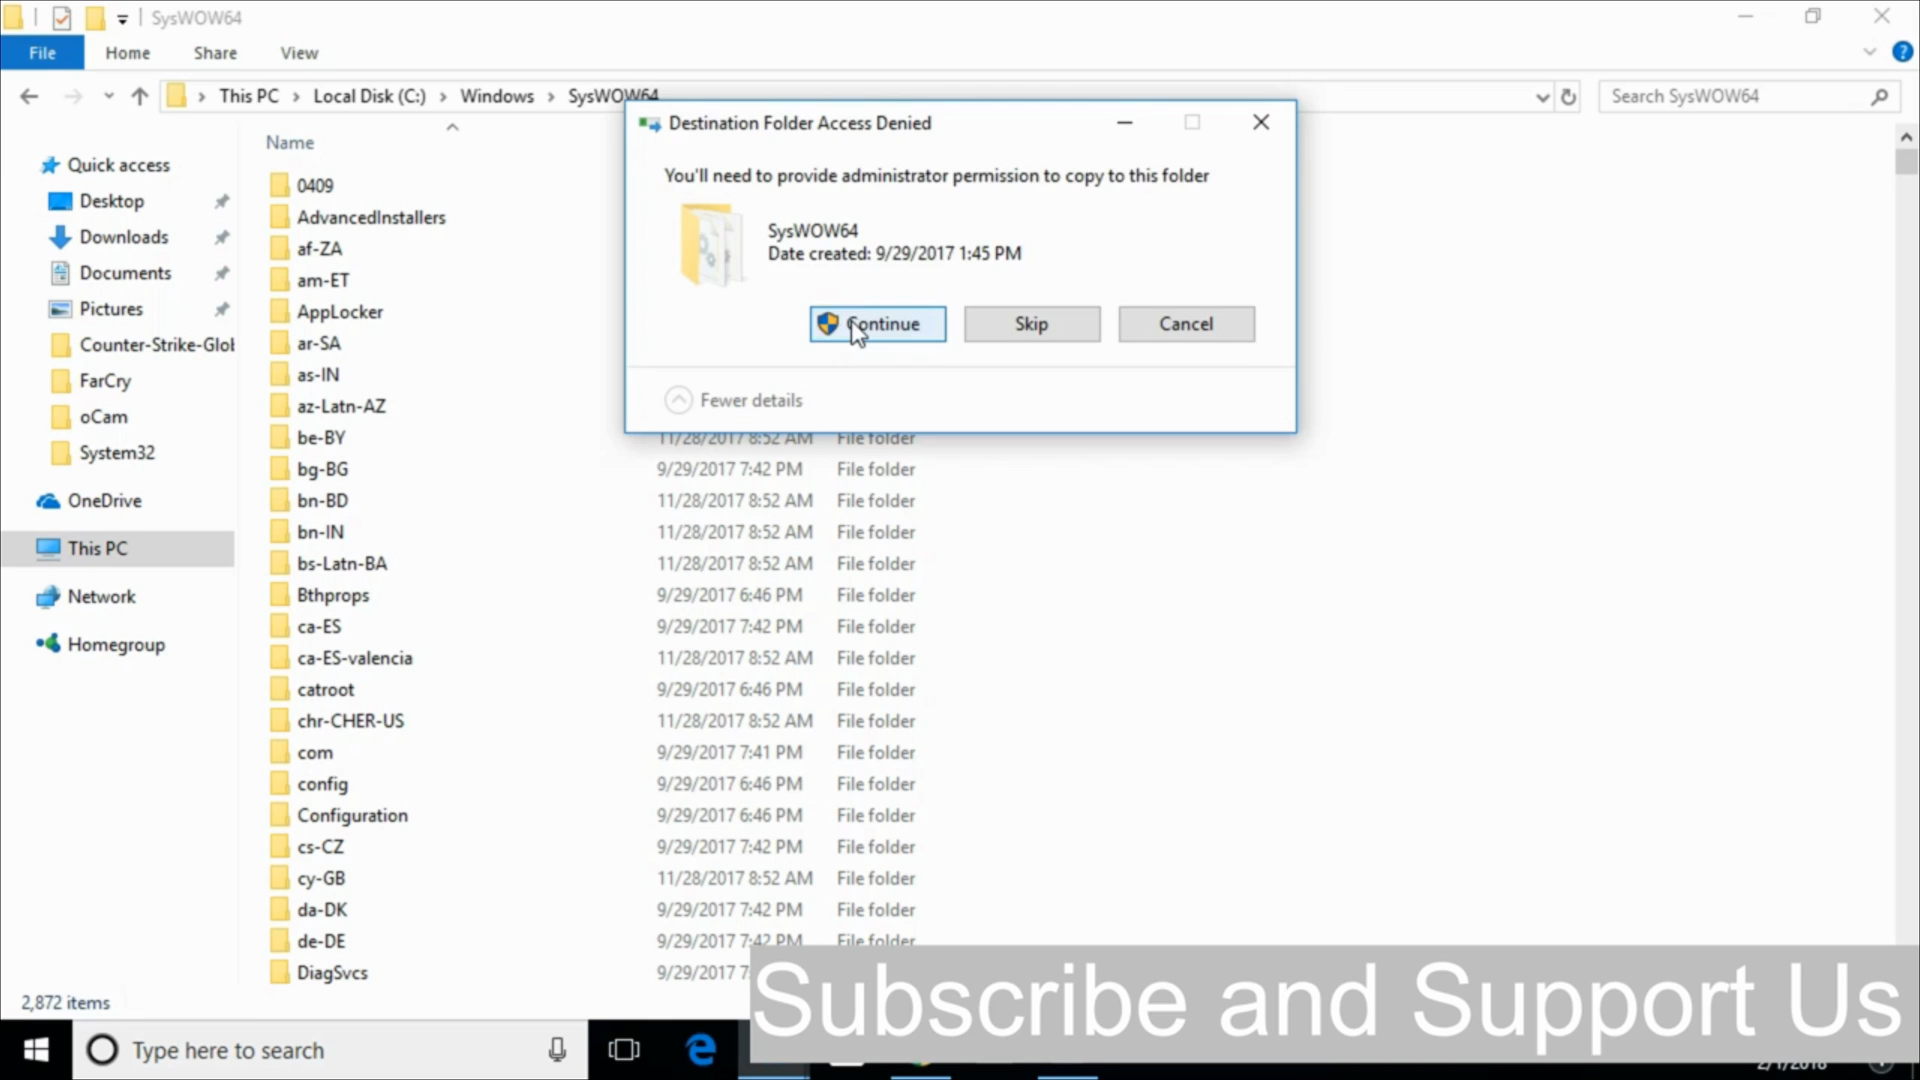 SysWOW64
File Home Share View
This PC Local Disk (C:) Windows SysWOW64
Search SysWOW64
Destination Folder Access Denied
You'll need to provide administrator permission to copy to this folder
SysWOW64
Date created: 9/29/2017 1:45 PM
Continue Skip Cancel
Fewer details
Quick access
Desktop
Downloads
Documents
Pictures
Counter-Strike-Glob
FarCry
oCam
System32
OneDrive
This PC
Network
Homegroup
Name
0409
AdvancedInstallers
af-ZA
am-ET
AppLocker
ar-SA
as-IN
az-Latn-AZ
be-BY 11/28/2017 8:52 AM File folder
bg-BG 9/29/2017 7:42 PM File folder
bn-BD 11/28/2017 8:52 AM File folder
bn-IN 11/28/2017 8:52 AM File folder
bs-Latn-BA 11/28/2017 8:52 AM File folder
Bthprops 9/29/2017 6:46 PM File folder
ca-ES 9/29/2017 7:42 PM File folder
ca-ES-valencia 11/28/2017 8:52 AM File folder
catroot 9/29/2017 6:46 PM File folder
chr-CHER-US 11/28/2017 8:52 AM File folder
com 9/29/2017 7:41 PM File folder
config 9/29/2017 6:46 PM File folder
Configuration 9/29/2017 6:46 PM File folder
cs-CZ 9/29/2017 7:42 PM File folder
cy-GB 11/28/2017 8:52 AM File folder
da-DK 9/29/2017 7:42 PM File folder
de-DE 9/29/2017 7:42 PM File folder
DiagSvcs 9/29/2017 7:
2,872 items
Subscribe and Support Us
Type here to search
2/1/2018